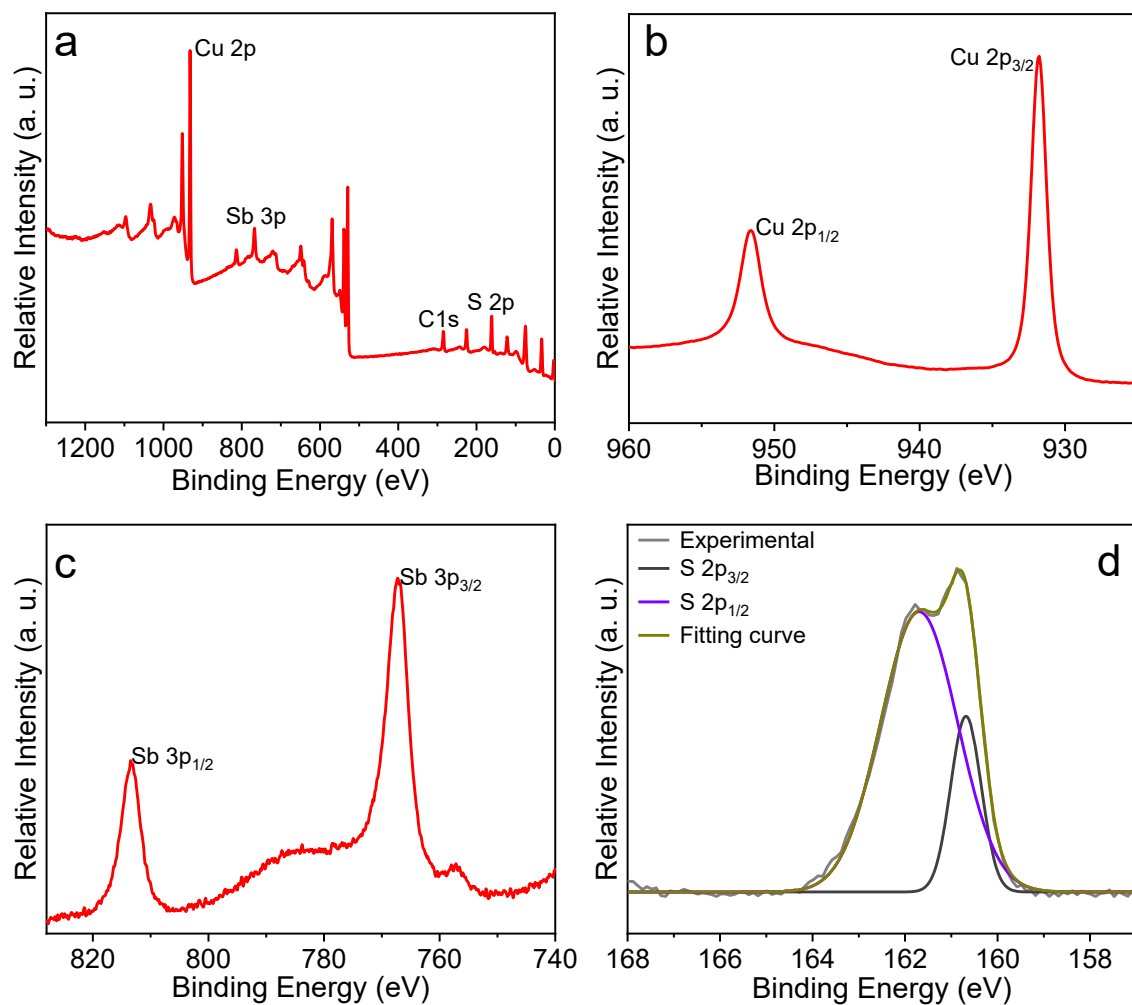 a
Cu 2p
Sb 3p
C1s
S 2p
Relative Intensity (a. u.)
1200 1000 800 600 400 200 0
Binding Energy (eV)
b
Cu 2p3/2
Cu 2p1/2
Relative Intensity (a. u.)
960 950 940 930
Binding Energy (eV)
c
Sb 3p3/2
Sb 3p1/2
Relative Intensity (a. u.)
820 800 780 760 740
Binding Energy (eV)
d
Experimental
S 2p3/2
S 2p1/2
Fitting curve
Relative Intensity (a. u.)
168 166 164 162 160 158
Binding Energy (eV)